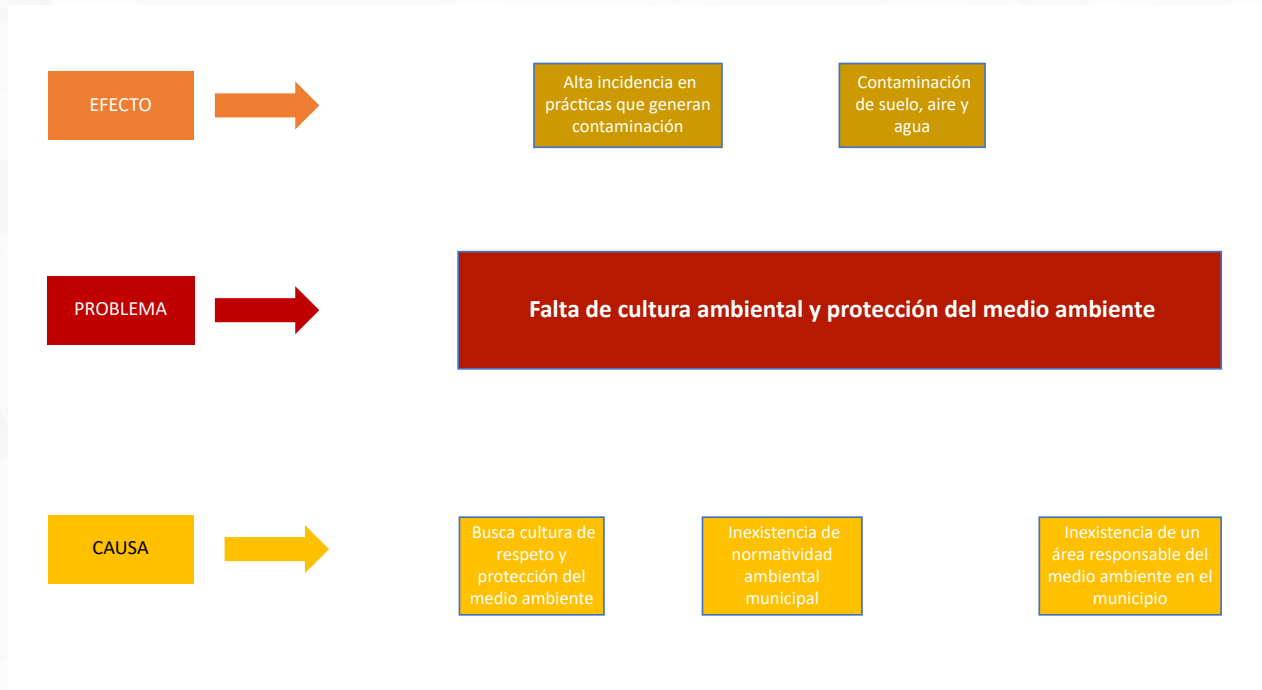 EFECTO
Alta incidencia en
prácticas que generan
contaminación
Contaminación
de suelo, aire y
agua
PROBLEMA
Falta de cultura ambiental y protección del medio ambiente
CAUSA
Busca cultura de
respeto y
protección del
medio ambiente
Inexistencia de
normatividad
ambiental
municipal
Inexistencia de un
área responsable del
medio ambiente en el
municipio